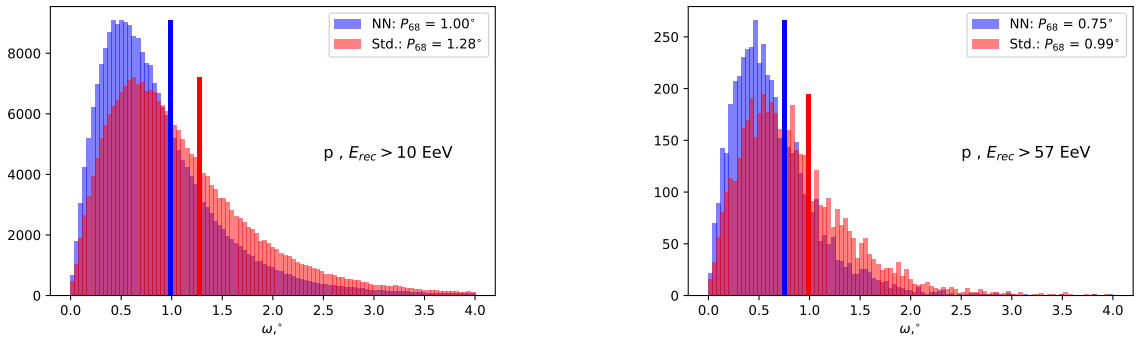 NN: P68 = 1.00°
Std.: P68 = 1.28°
p , Erec > 10 EeV
8000
6000
4000
2000
0
0.0 0.5 1.0 1.5 2.0 2.5 3.0 3.5 4.0
ω,°
NN: P68 = 0.75°
Std.: P68 = 0.99°
p , Erec > 57 EeV
250
200
150
100
50
0
0.0 0.5 1.0 1.5 2.0 2.5 3.0 3.5 4.0
ω,°